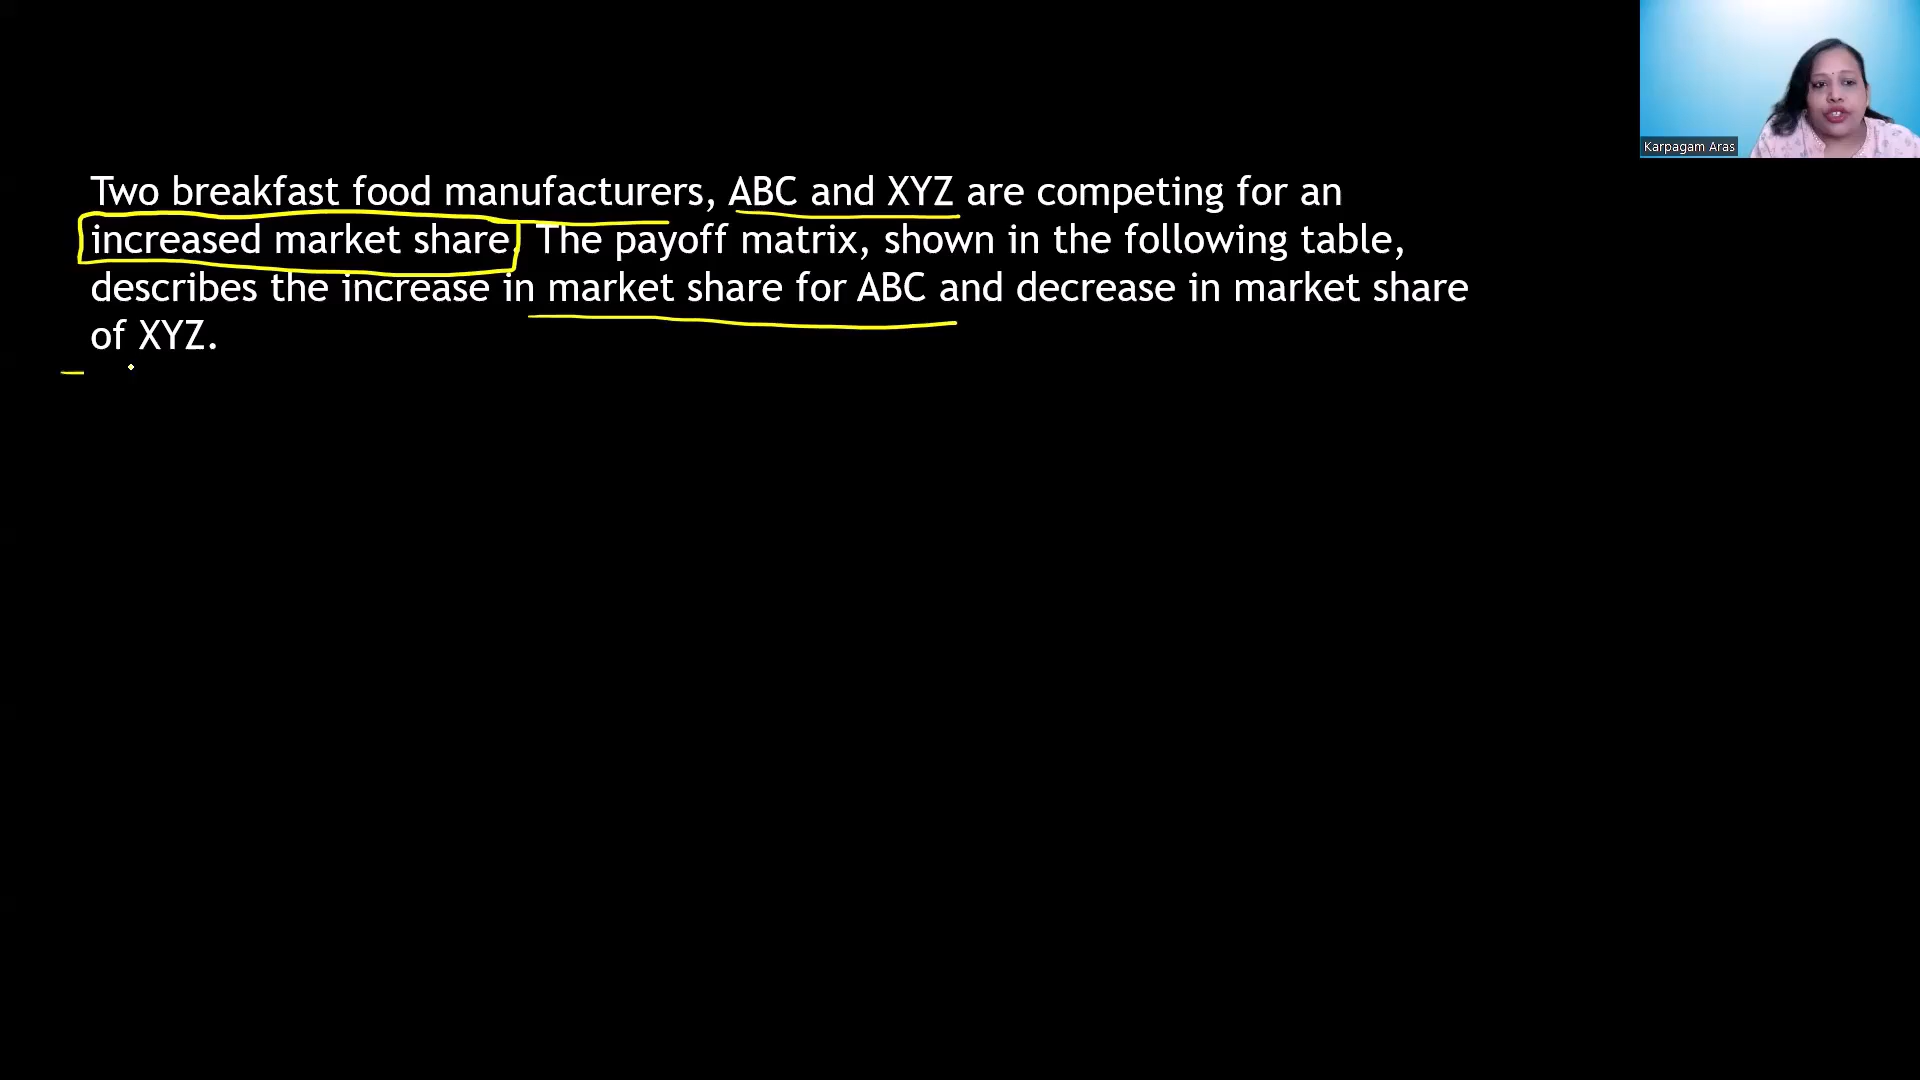 Karpagam Aras
Two breakfast food manufacturers, ABC and XYZ are competing for an
increased market share. The payoff matrix, shown in the following table,
describes the increase in market share for ABC and decrease in market share
of XYZ.